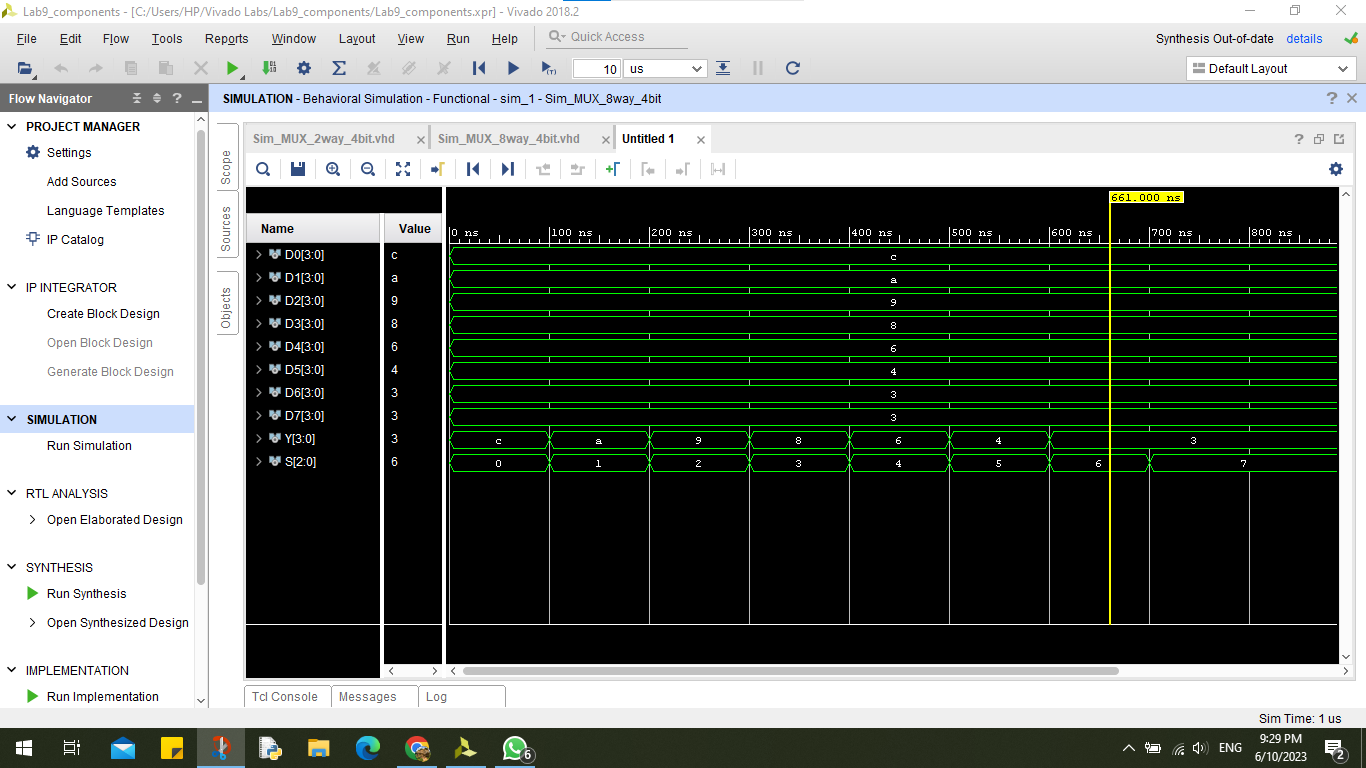 Lab9_components - [C:/Users/HP/Vivado Labs/Lab9_components/Lab9_components.xpr] - Vivado 2018.2
File Edit Flow Tools Reports Window Layout View Run Help Quick Access
Synthesis Out-of-date details
10 us
Default Layout
Flow Navigator
SIMULATION - Behavioral Simulation - Functional - sim_1 - Sim_MUX_8way_4bit
PROJECT MANAGER
Settings
Add Sources
Language Templates
IP Catalog
IP INTEGRATOR
Create Block Design
Open Block Design
Generate Block Design
SIMULATION
Run Simulation
RTL ANALYSIS
Open Elaborated Design
SYNTHESIS
Run Synthesis
Open Synthesized Design
IMPLEMENTATION
Run Implementation
Scope
Sources
Objects
Sim_MUX_2way_4bit.vhd Sim_MUX_8way_4bit.vhd Untitled 1
661.000 ns
Name Value
0 ns 100 ns 200 ns 300 ns 400 ns 500 ns 600 ns 700 ns 800 ns
D0[3:0] c c
D1[3:0] a a
D2[3:0] 9 9
D3[3:0] 8 8
D4[3:0] 6 6
D5[3:0] 4 4
D6[3:0] 3 3
D7[3:0] 3 3
Y[3:0] 3 c a 9 8 6 4 3
S[2:0] 6 0 1 2 3 4 5 6 7
Tcl Console Messages Log
Sim Time: 1 us
6
ENG
9:29 PM
6/10/2023
2